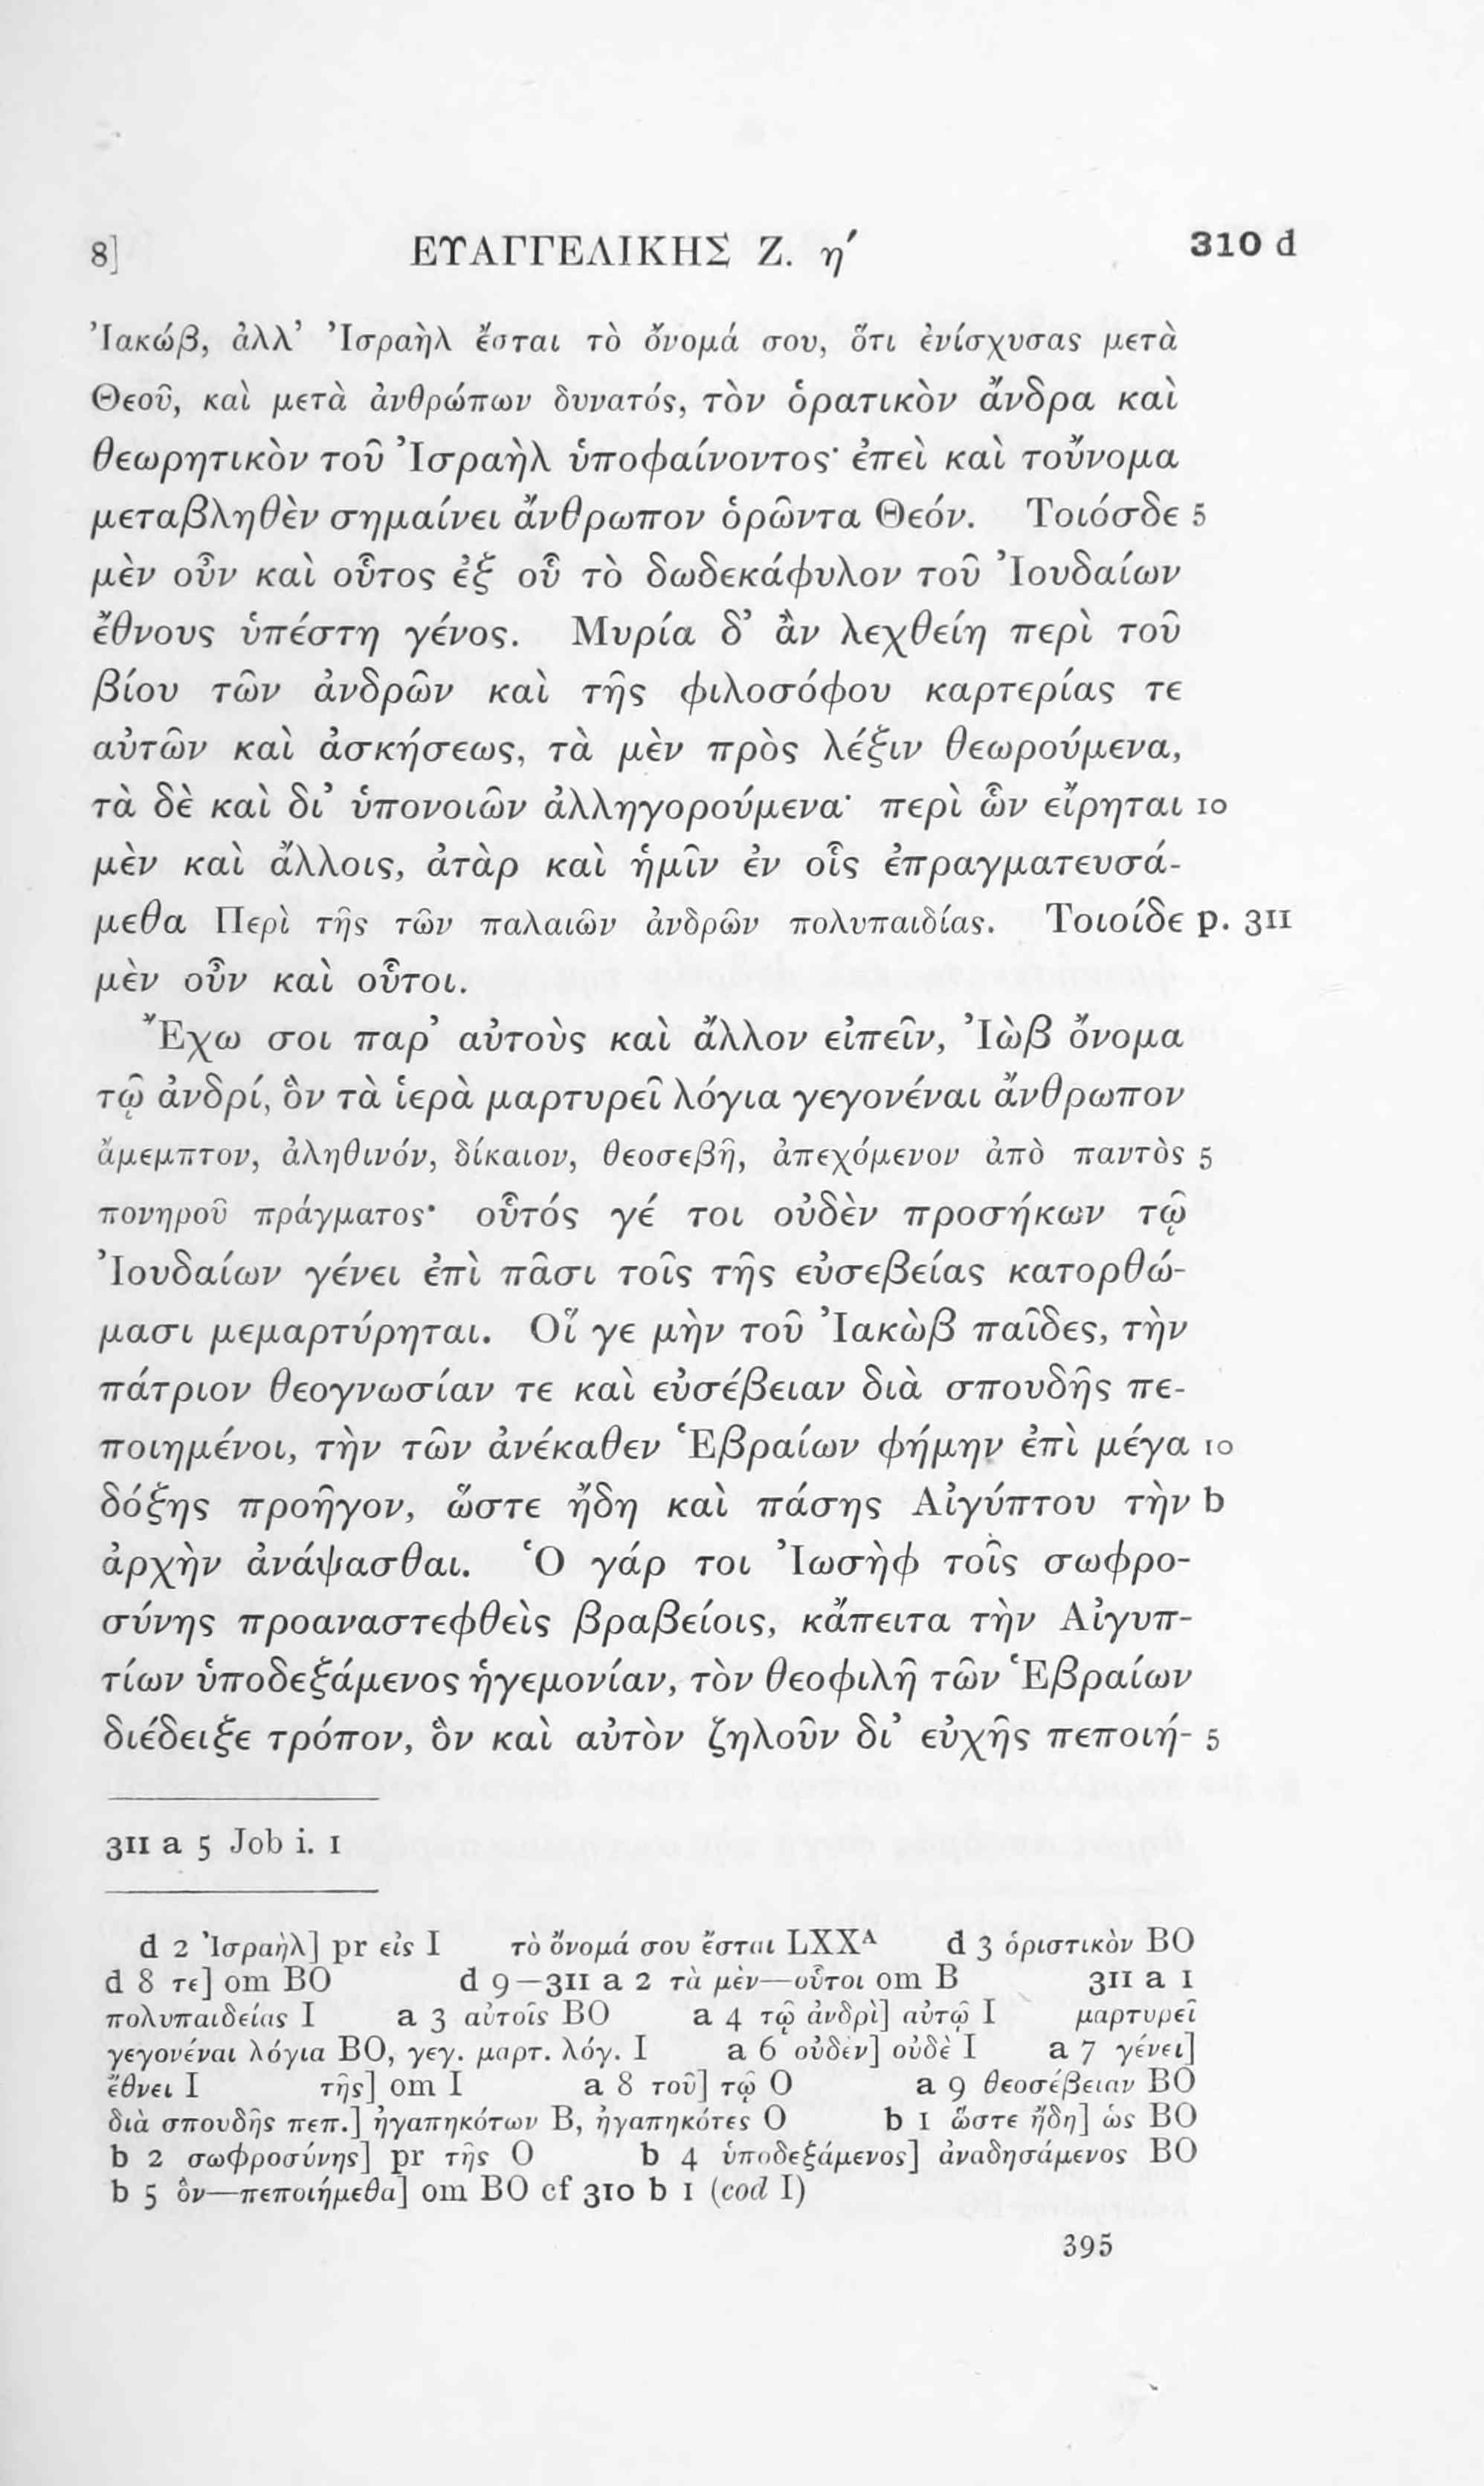 8] ΕΥΑΓΓΕΛΙΚΗΣ Ζ. η´ 310 d
Ἰακώβ, ἀλλ’ Ἰσραὴλ ἔσται τὸ ὄνομά σου, ὅτι ἐνίσχυσας μετὰ
Θεοῦ, καὶ μετὰ ἀνθρώπων δυνατός, τὸν ὁρατικὸν ἄνδρα καὶ
θεωρητικὸν τοῦ Ἰσραὴλ ὑποφαίνοντος· ἐπεὶ καὶ τοὔνομα
μεταβληθὲν σημαίνει ἄνθρωπον ὁρῶντα Θεόν. Τοιόσδε 5
μὲν οὖν καὶ οὗτος ἐξ οὗ τὸ δωδεκάφυλον τοῦ Ἰουδαίων
ἔθνους ὑπέστη γένος. Μυρία δ’ ἂν λεχθείη περὶ τοῦ
βίου τῶν ἀνδρῶν καὶ τῆς φιλοσόφου καρτερίας τε
αὐτῶν καὶ ἀσκήσεως, τὰ μὲν πρὸς λέξιν θεωρούμενα,
τὰ δὲ καὶ δι’ ὑπονοιῶν ἀλληγορούμενα· περὶ ὧν εἴρηται 10
μὲν καὶ ἄλλοις, ἀτὰρ καὶ ἡμῖν ἐν οἷς ἐπραγματευσά-
μεθα Περὶ τῆς τῶν παλαιῶν ἀνδρῶν πολυπαιδίας. Τοιοίδε p. 311
μὲν οὖν καὶ οὗτοι.
Ἔχω σοι παρ’ αὐτοὺς καὶ ἄλλον εἰπεῖν, Ἰὼβ ὄνομα
τῷ ἀνδρί, ὃν τὰ ἱερὰ μαρτυρεῖ λόγια γεγονέναι ἄνθρωπον
ἄμεμπτον, ἀληθινόν, δίκαιον, θεοσεβῆ, ἀπεχόμενον ἀπὸ παντὸς 5
πονηροῦ πράγματος· οὗτός γέ τοι οὐδὲν προσήκων τῷ
Ἰουδαίων γένει ἐπὶ πᾶσι τοῖς τῆς εὐσεβείας κατορθώ-
μασι μεμαρτύρηται. Οἵ γε μὴν τοῦ Ἰακὼβ παῖδες, τὴν
πάτριον θεογνωσίαν τε καὶ εὐσέβειαν διὰ σπουδῆς πε-
ποιημένοι, τὴν τῶν ἀνέκαθεν Ἑβραίων φήμην ἐπὶ μέγα 10
δόξης προῆγον, ὥστε ἤδη καὶ πάσης Αἰγύπτου τὴν b
ἀρχὴν ἀνάψασθαι. Ὁ γάρ τοι Ἰωσὴφ τοῖς σωφρο-
σύνης προαναστεφθεὶς βραβείοις, κἄπειτα τὴν Αἰγυπ-
τίων ὑποδεξάμενος ἡγεμονίαν, τὸν θεοφιλῆ τῶν Ἑβραίων
διέδειξε τρόπον, ὃν καὶ αὐτὸν ζηλοῦν δι’ εὐχῆς πεποιή- 5
311 a 5 Job i. 1
d 2 Ἰσραὴλ] pr εἰς I τὸ ὄνομά σου ἔσται LXXᴬ d 3 ὁριστικὸν BO
d 8 τε] om BO d 9—311 a 2 τὰ μὲν—οὗτοι om B 311 a 1
πολυπαιδείας I a 3 αὐτοῖς BO a 4 τῷ ἀνδρὶ] αὐτῷ I μαρτυρεῖ
γεγονέναι λόγια BO, γεγ. μαρτ. λόγ. I a 6 οὐδὲν] οὐδὲ I a 7 γένει]
ἔθνει I τῆς] om I a 8 τοῦ] τῷ O a 9 θεοσέβειαν BO
διὰ σπουδῆς πεπ.] ἠγαπηκότων B, ἠγαπηκότες O b 1 ὥστε ἤδη] ὡς BO
b 2 σωφροσύνης] pr τῆς O b 4 ὑποδεξάμενος] ἀναδησάμενος BO
b 5 ὃν—πεποιήμεθα] om BO cf 310 b 1 (cod I)
395